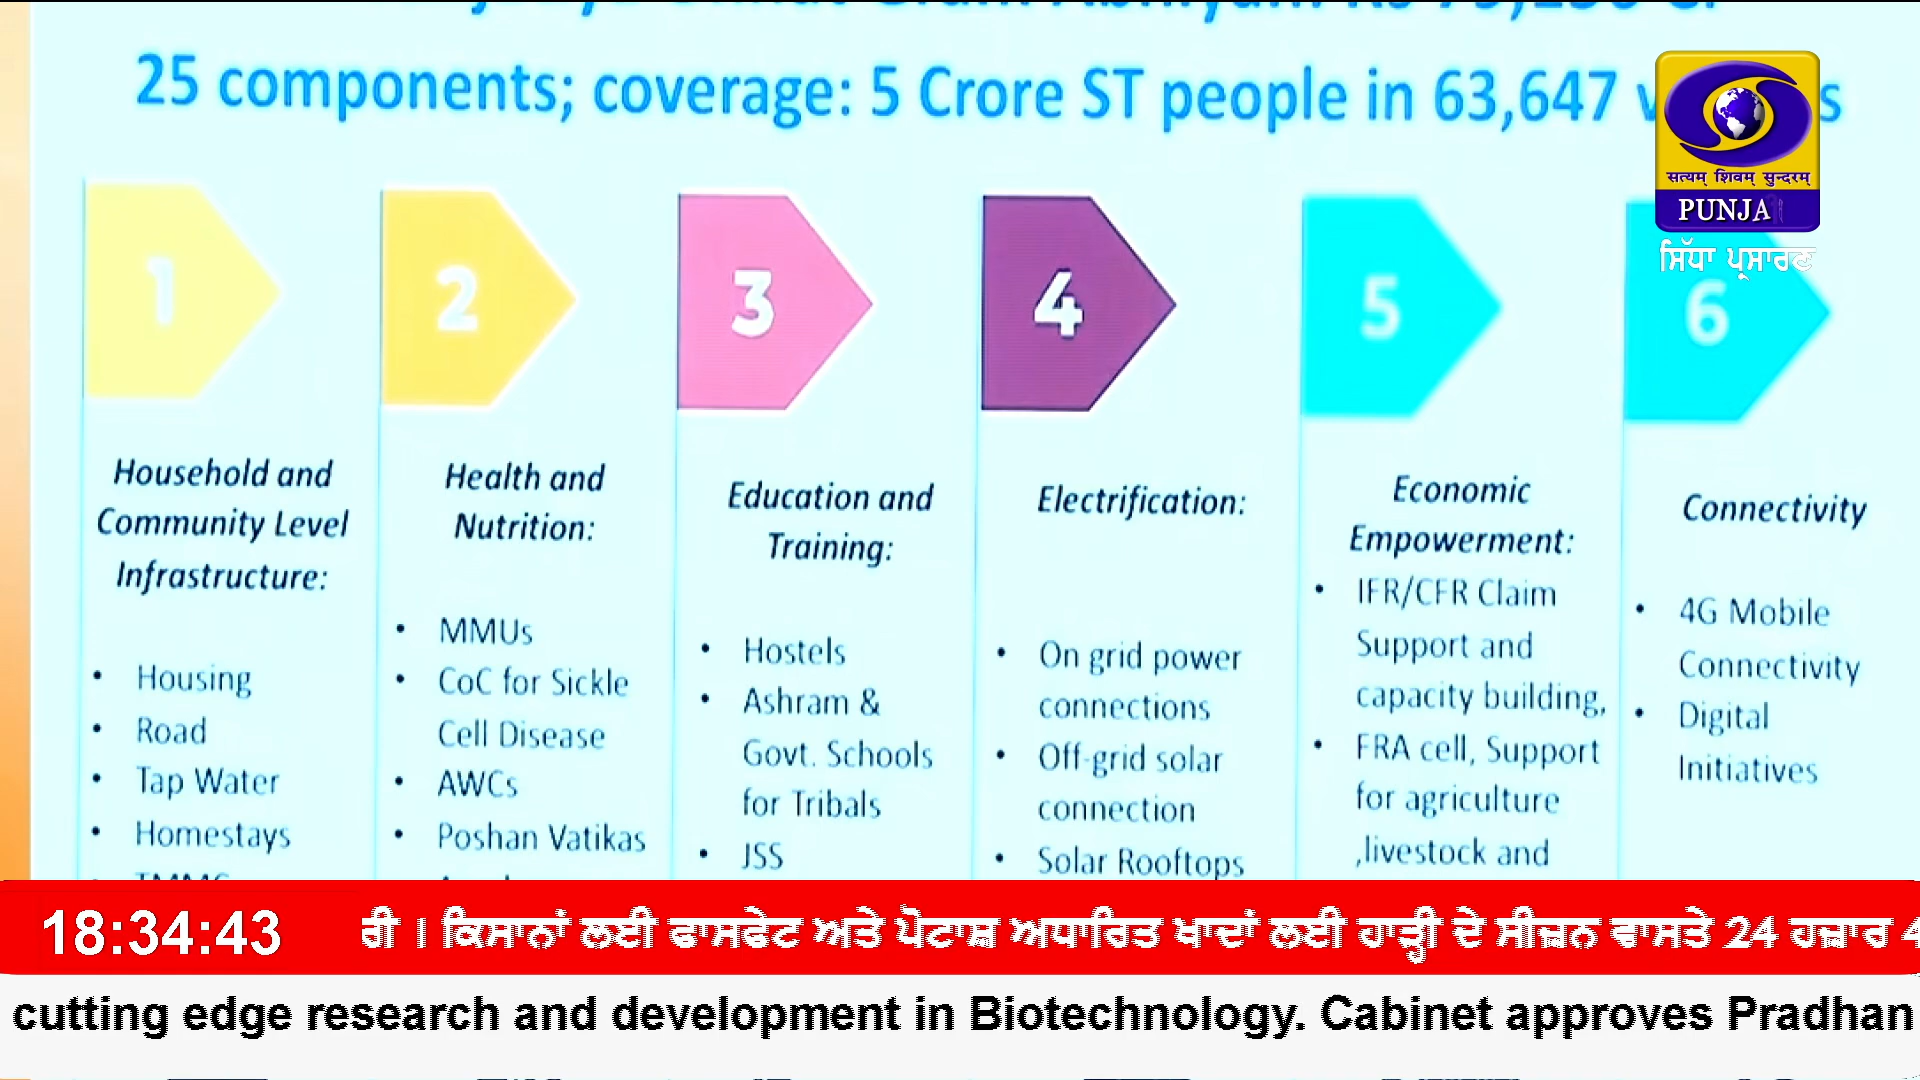 25 components; coverage: 5 Crore ST people in 63,647
सत्यम् शिवम् सुन्दरम्
PUNJA
ਸਿੱਧਾ ਪ੍ਰਸਾਰਣ
1
2
3
4
5
6
Household and
Community Level
Infrastructure:
• Housing
• Road
• Tap Water
• Homestays
Health and
Nutrition:
• MMUs
• CoC for Sickle
Cell Disease
• AWCs
• Poshan Vatikas
Education and
Training:
• Hostels
• Ashram &
Govt. Schools
for Tribals
• JSS
Electrification:
• On grid power
connections
• Off-grid solar
connection
• Solar Rooftops
Economic
Empowerment:
• IFR/CFR Claim
Support and
capacity building,
• FRA cell, Support
for agriculture
,livestock and
Connectivity
• 4G Mobile
Connectivity
• Digital
Initiatives
18:34:43
ਰੀ । ਕਿਸਾਨਾਂ ਲਈ ਫਾਸਫੇਟ ਅਤੇ ਪੋਟਾਸ਼ ਅਧਾਰਿਤ ਖਾਦਾਂ ਲਈ ਹਾੜ੍ਹੀ ਦੇ ਸੀਜ਼ਨ ਵਾਸਤੇ 24 ਹਜ਼ਾਰ 4
cutting edge research and development in Biotechnology. Cabinet approves Pradhan